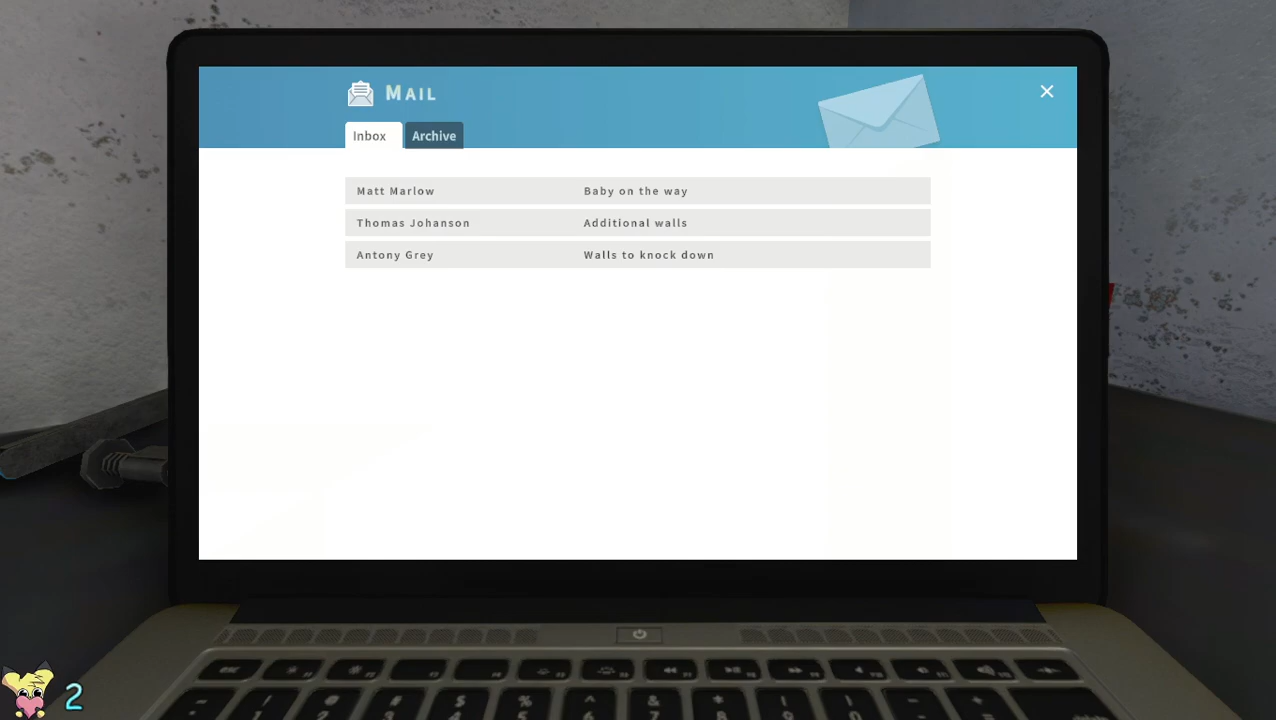 MAIL
Inbox Archive
Matt Marlow Baby on the way
Thomas Johanson Additional walls
Antony Grey Walls to knock down
2